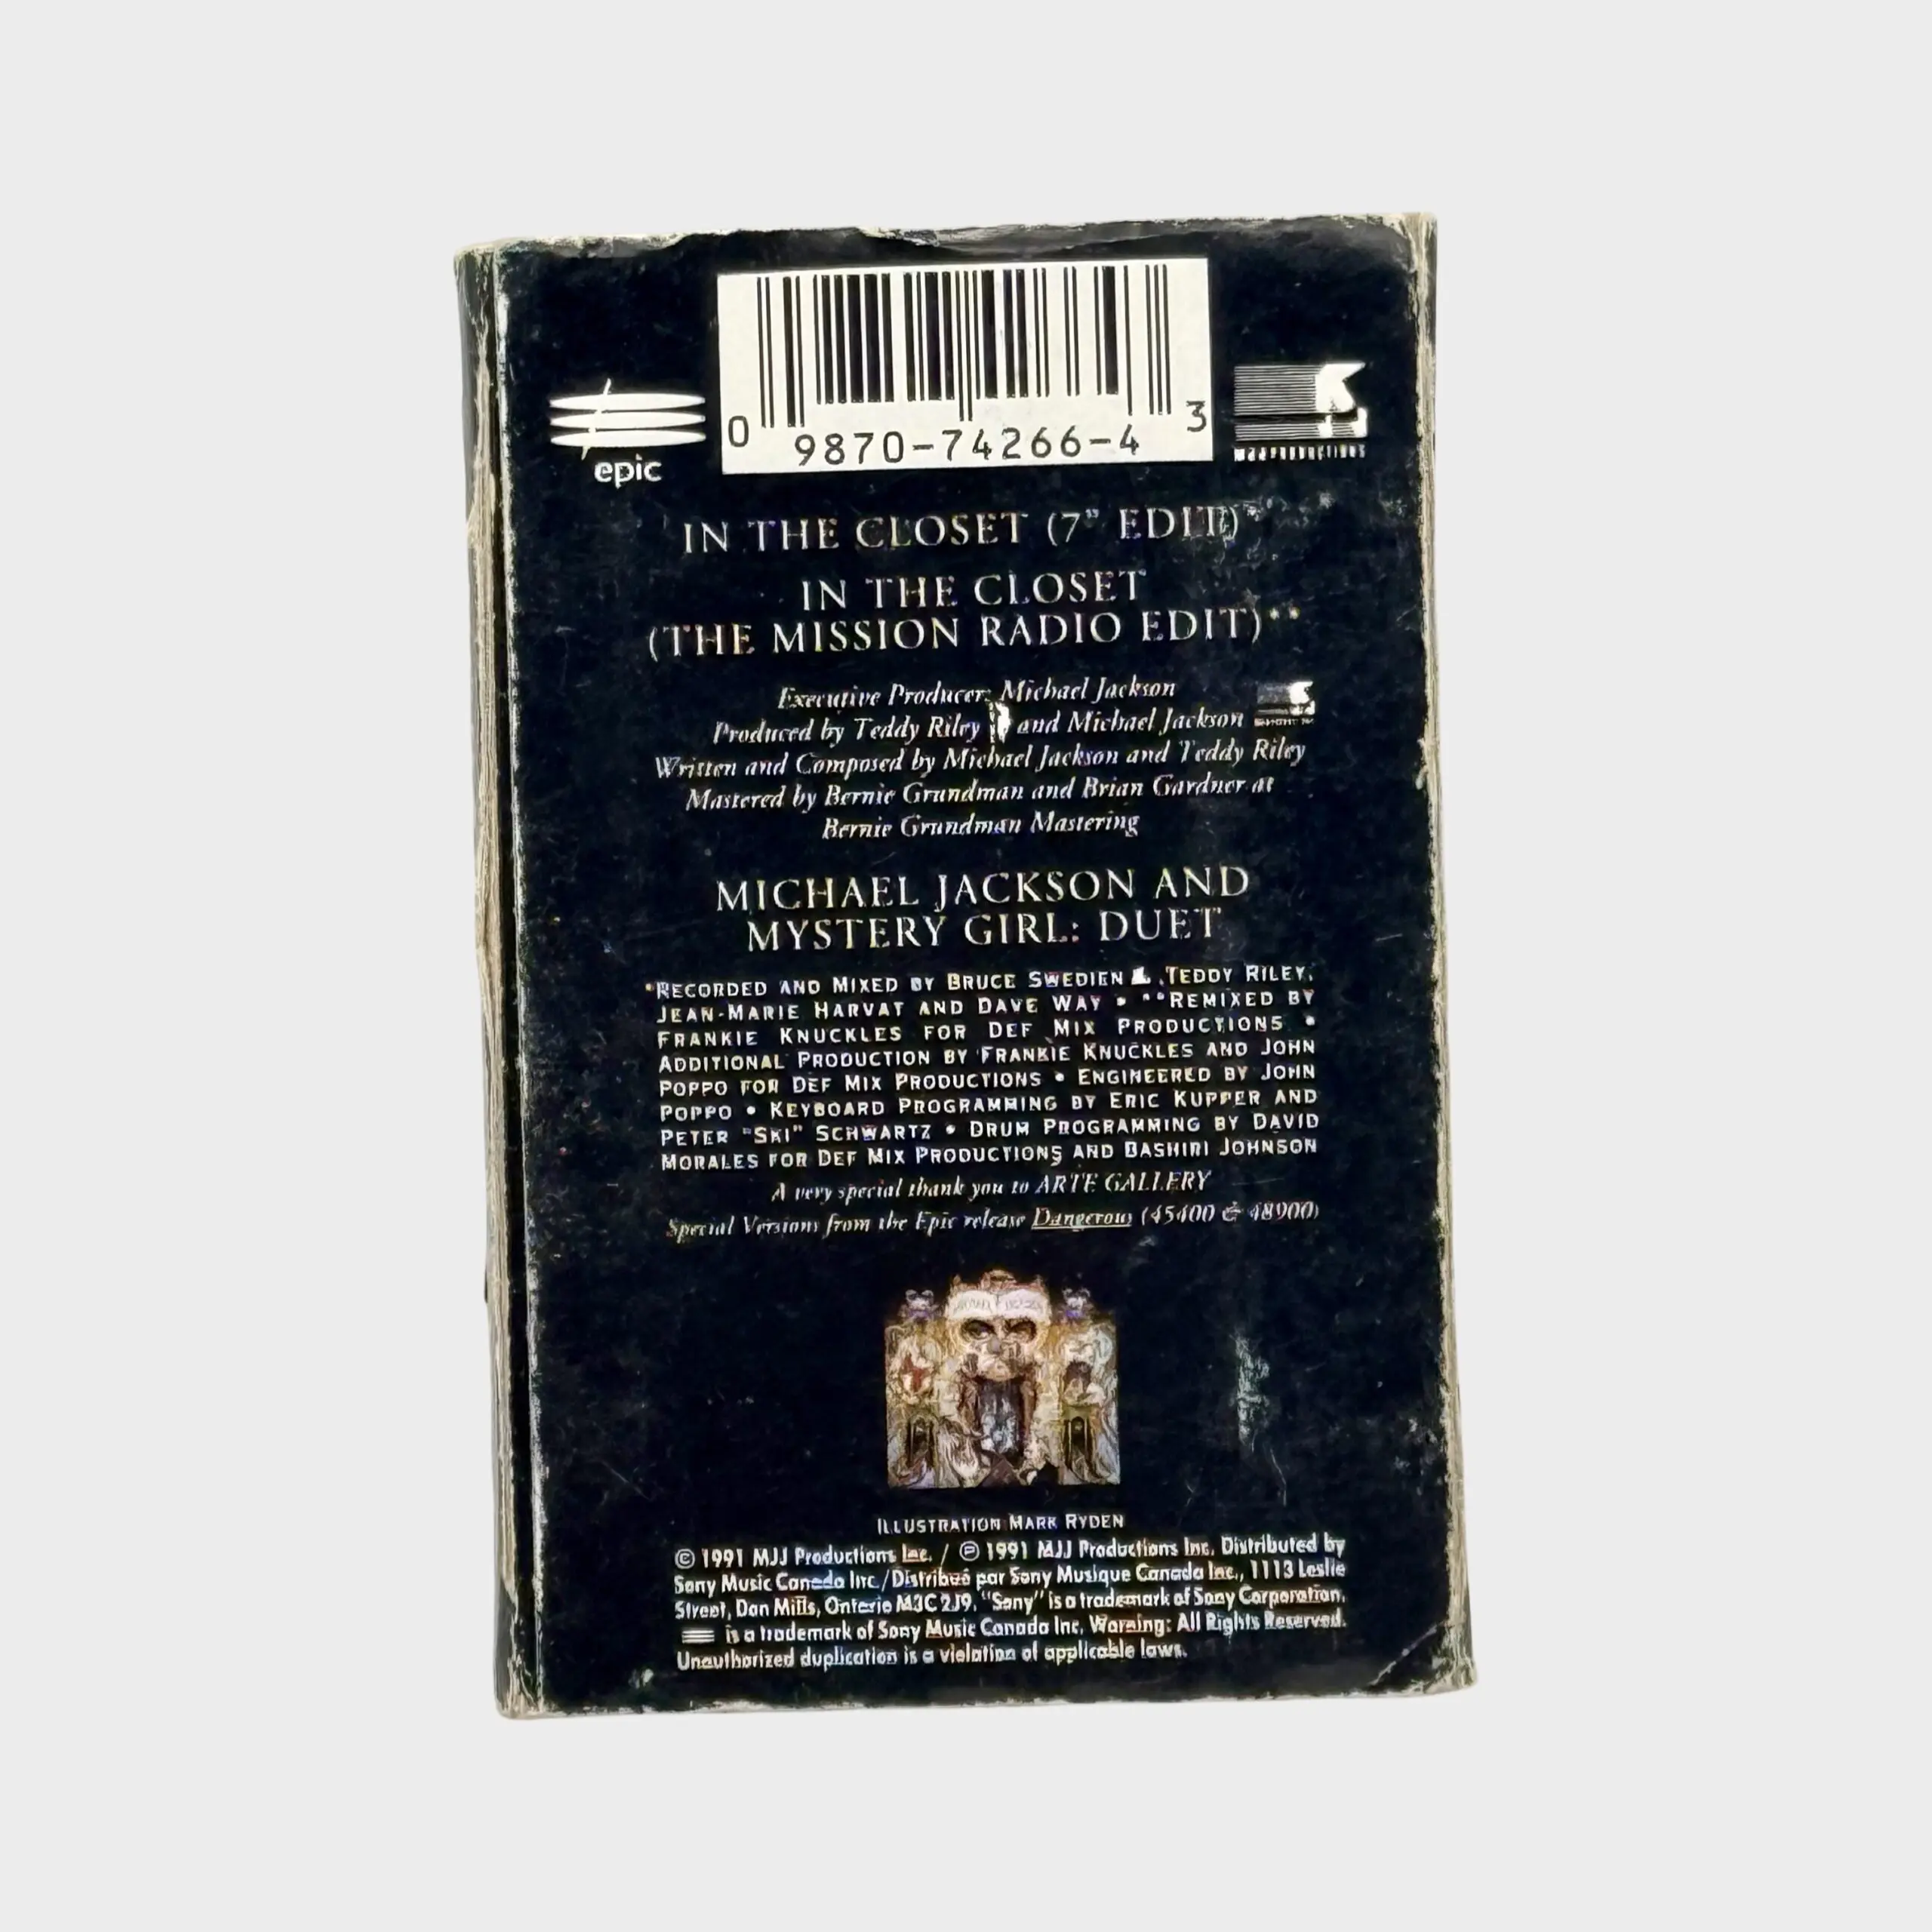 0 9870-74266-4 3
epic
MJJ PRODUCTIONS
IN THE CLOSET (7" EDIT)*
IN THE CLOSET
(THE MISSION RADIO EDIT)**
Executive Producer: Michael Jackson
Produced by Teddy Riley and Michael Jackson
Written and Composed by Michael Jackson and Teddy Riley
Mastered by Bernie Grundman and Brian Gardner at
Bernie Grundman Mastering
MICHAEL JACKSON AND
MYSTERY GIRL: DUET
*RECORDED AND MIXED BY BRUCE SWEDIEN, TEDDY RILEY,
JEAN-MARIE HARVAT AND DAVE WAY • **REMIXED BY
FRANKIE KNUCKLES FOR DEF MIX PRODUCTIONS •
ADDITIONAL PRODUCTION BY FRANKIE KNUCKLES AND JOHN
POPPO FOR DEF MIX PRODUCTIONS • ENGINEERED BY JOHN
POPPO • KEYBOARD PROGRAMMING BY ERIC KUPPER AND
PETER "SKI" SCHWARTZ • DRUM PROGRAMMING BY DAVID
MORALES FOR DEF MIX PRODUCTIONS AND BASHIRI JOHNSON
A very special thank you to ARTE GALLERY
Special Versions from the Epic release Dangerous (45400 & 48900)
ILLUSTRATION MARK RYDEN
© 1991 MJJ Productions Inc. / ℗ 1991 MJJ Productions Inc. Distributed by
Sony Music Canada Inc./Distribué par Sony Musique Canada Inc., 1113 Leslie
Street, Don Mills, Ontario M3C 2J9. "Sony" is a trademark of Sony Corporation.
is a trademark of Sony Music Canada Inc. Warning: All Rights Reserved.
Unauthorized duplication is a violation of applicable laws.